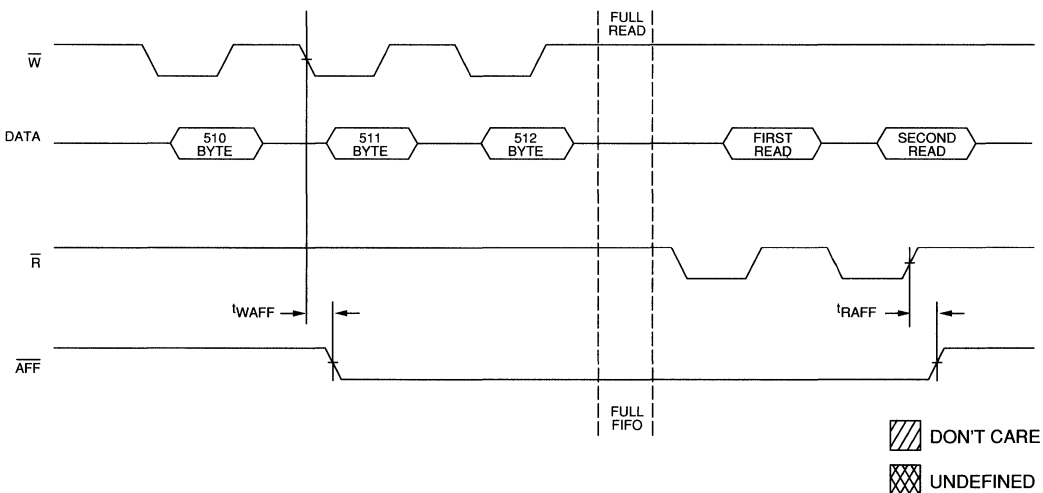 FULL
READ
W
DATA
510
BYTE
511
BYTE
512
BYTE
FIRST
READ
SECOND
READ
R
tWAFF
tRAFF
AFF
FULL
FIFO
DON'T CARE
UNDEFINED